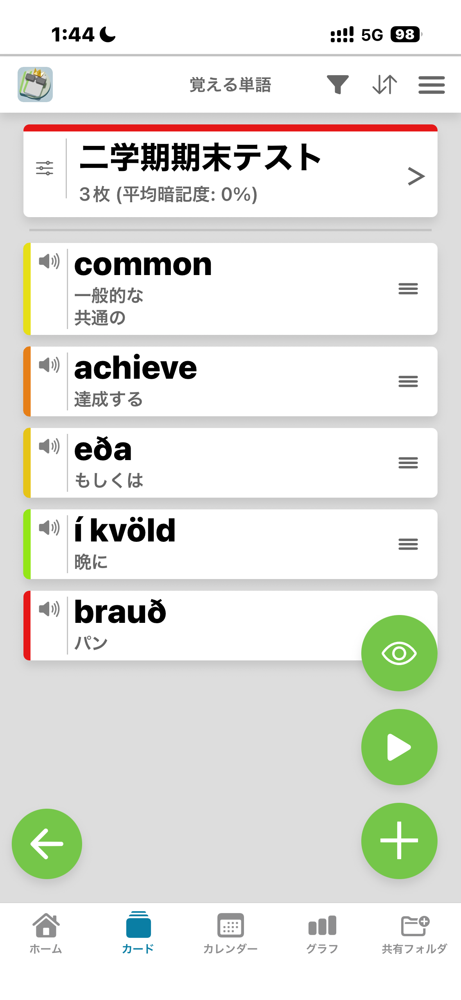 1:44
5G
98
覚える単語
二学期期末テスト
3枚 (平均暗記度: 0%)
common
一般的な
共通の
achieve
達成する
eða
もしくは
í kvöld
晩に
brauð
パン
ホーム
カード
カレンダー
グラフ
共有フォルダ